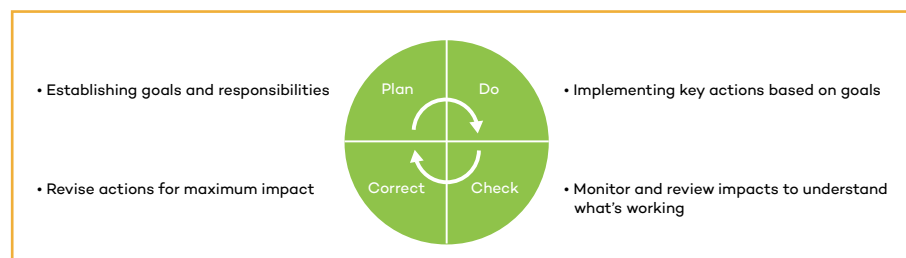 • Establishing goals and responsibilities
Plan
Do
• Implementing key actions based on goals
• Revise actions for maximum impact
Correct
Check
• Monitor and review impacts to understand
what’s working